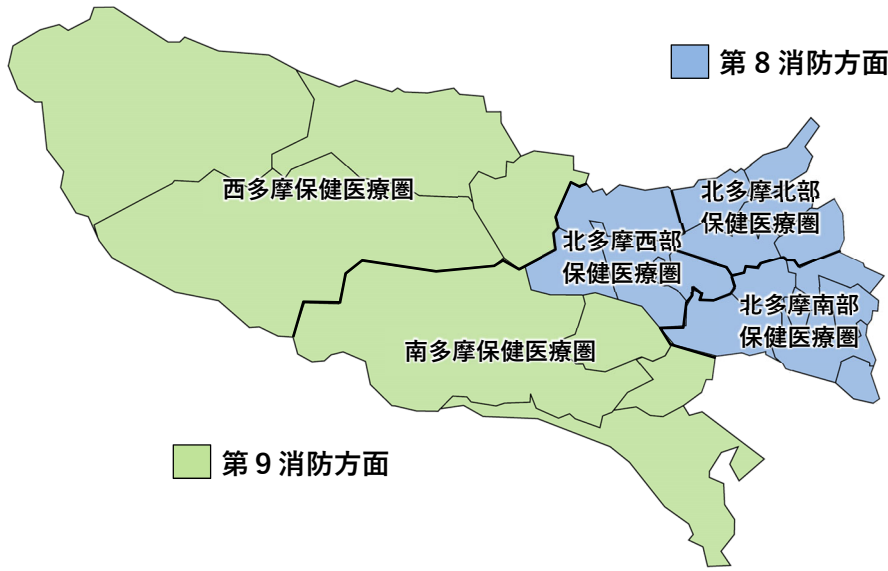 第8消防方面
西多摩保健医療圏
北多摩北部
保健医療圏
北多摩西部
保健医療圏
北多摩南部
保健医療圏
南多摩保健医療圏
第9消防方面